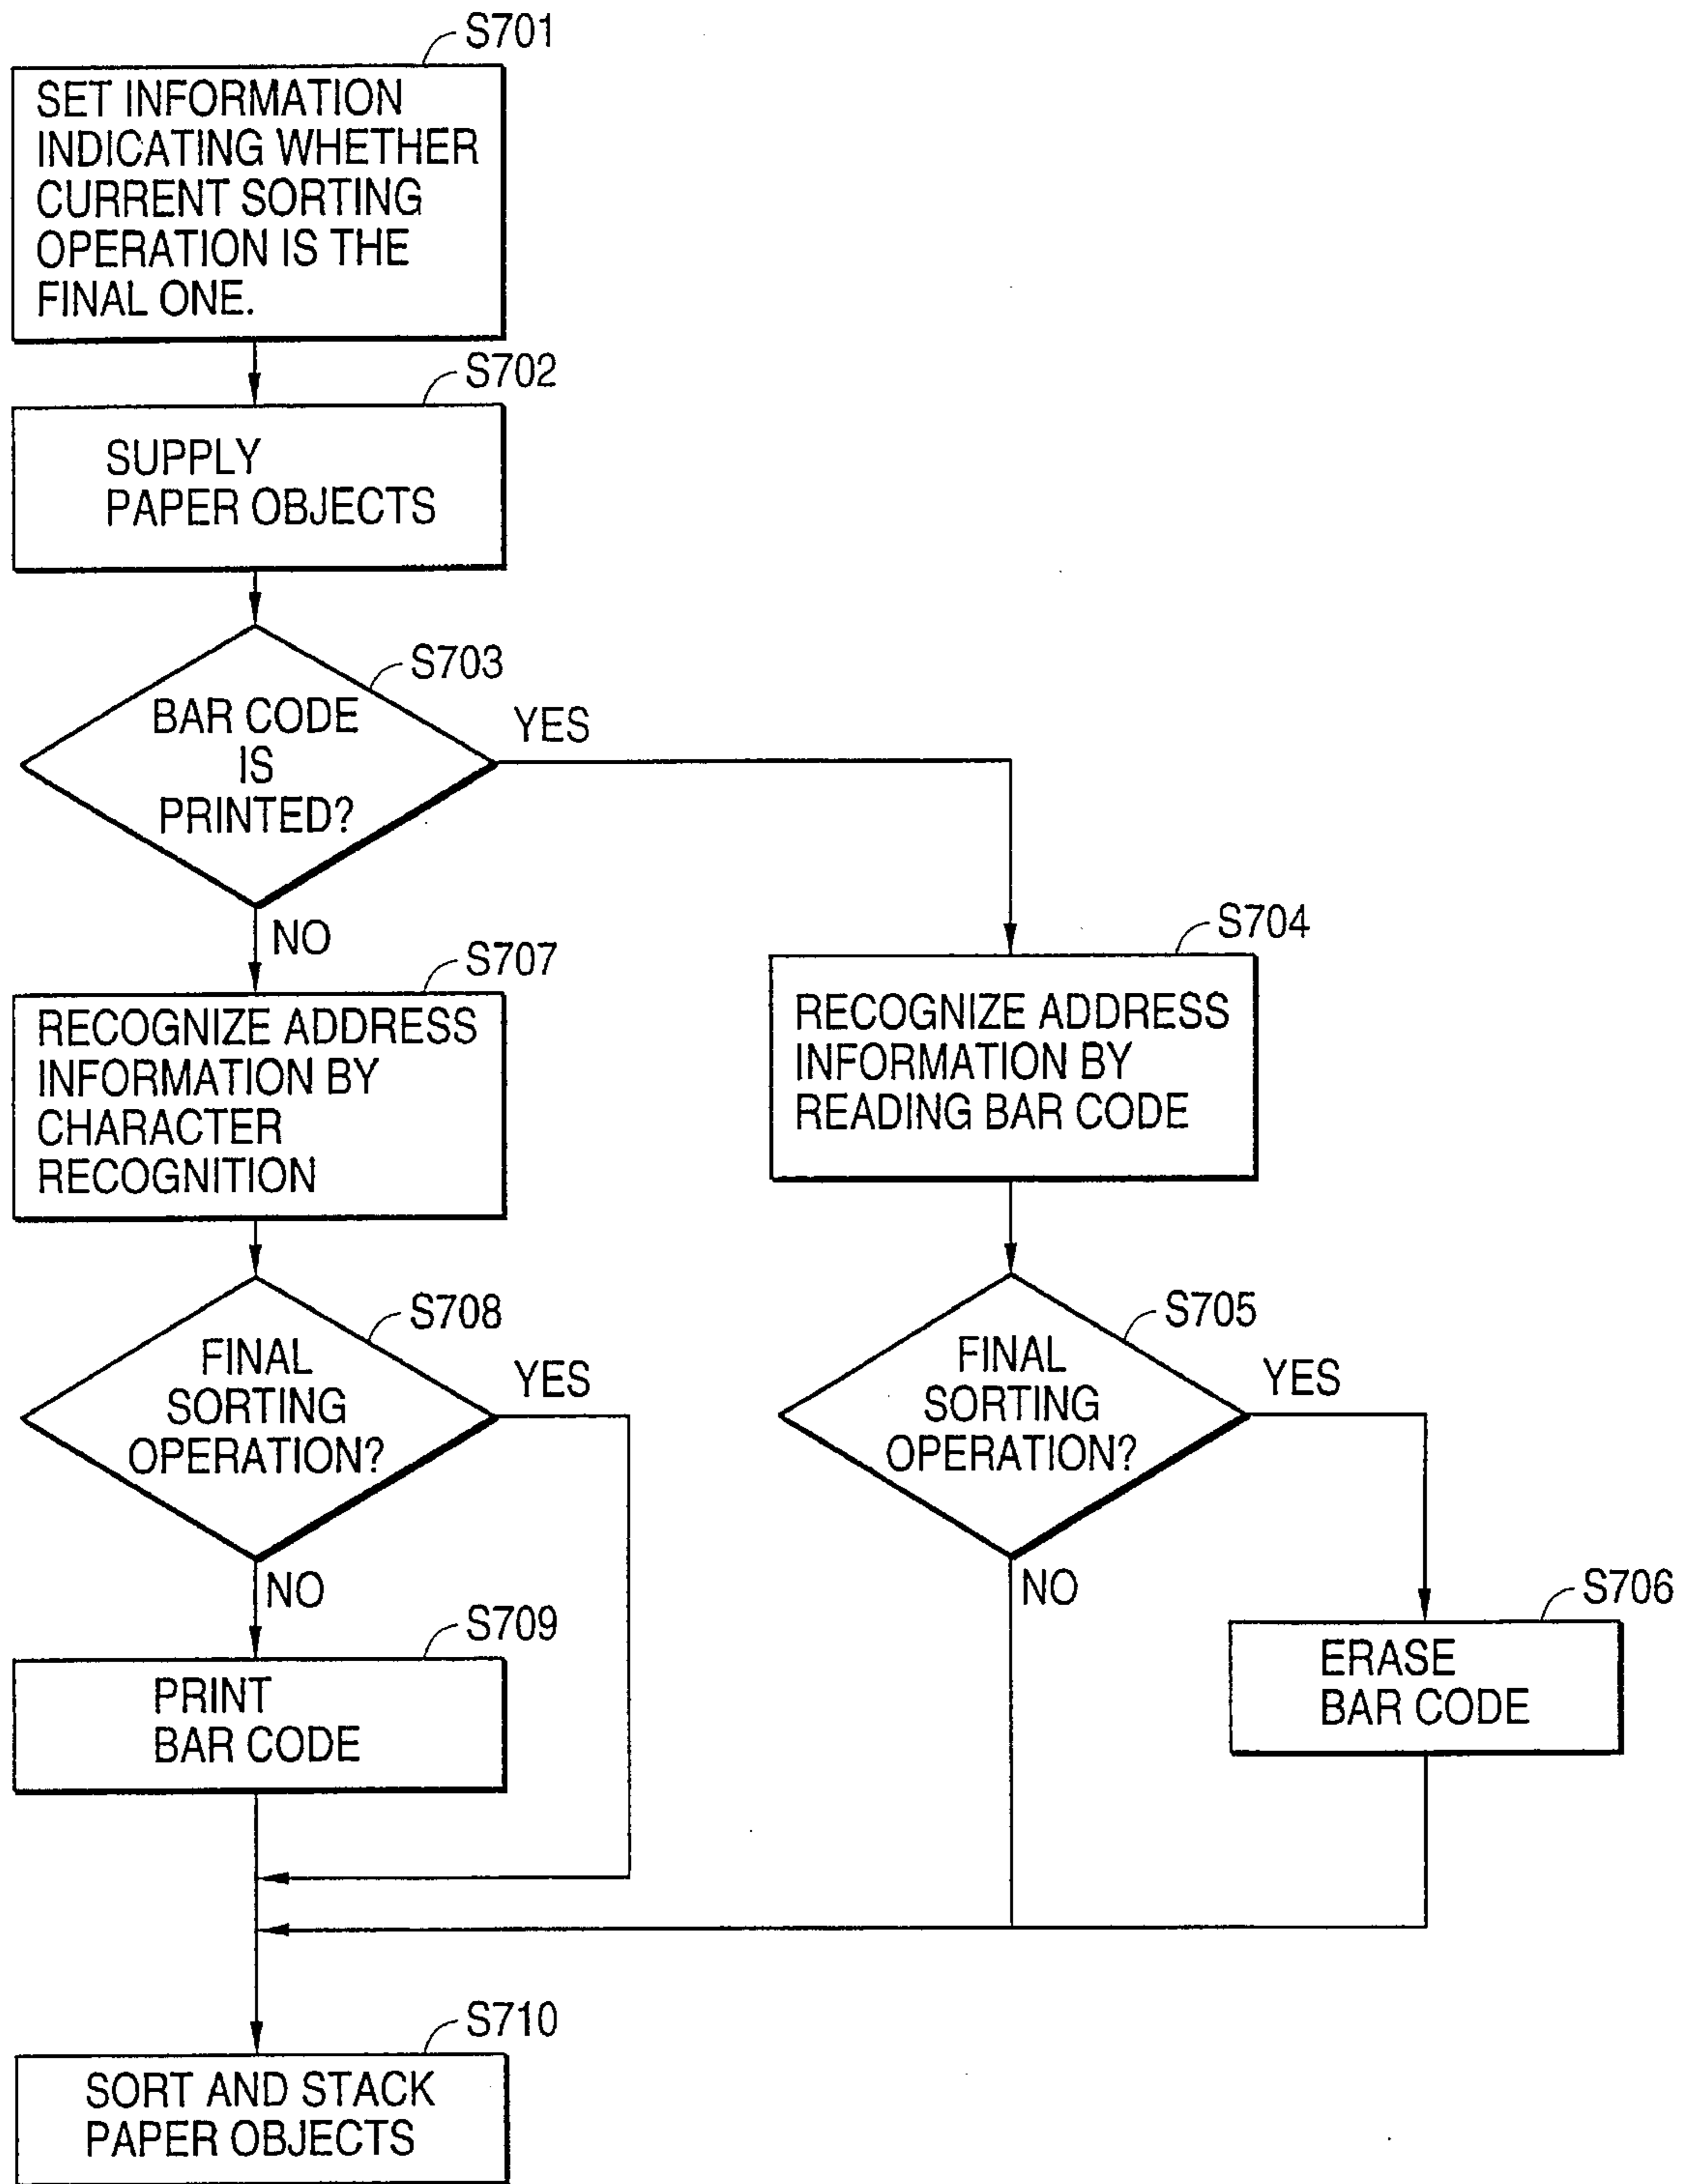 S701
SET INFORMATION
INDICATING WHETHER
CURRENT SORTING
OPERATION IS THE
FINAL ONE.
S702
SUPPLY
PAPER OBJECTS
S703
BAR CODE
IS
PRINTED?
YES
NO
S707
RECOGNIZE ADDRESS
INFORMATION BY
CHARACTER
RECOGNITION
S704
RECOGNIZE ADDRESS
INFORMATION BY
READING BAR CODE
S708
FINAL
SORTING
OPERATION?
YES
NO
S705
FINAL
SORTING
OPERATION?
YES
NO
S709
PRINT
BAR CODE
S706
ERASE
BAR CODE
S710
SORT AND STACK
PAPER OBJECTS